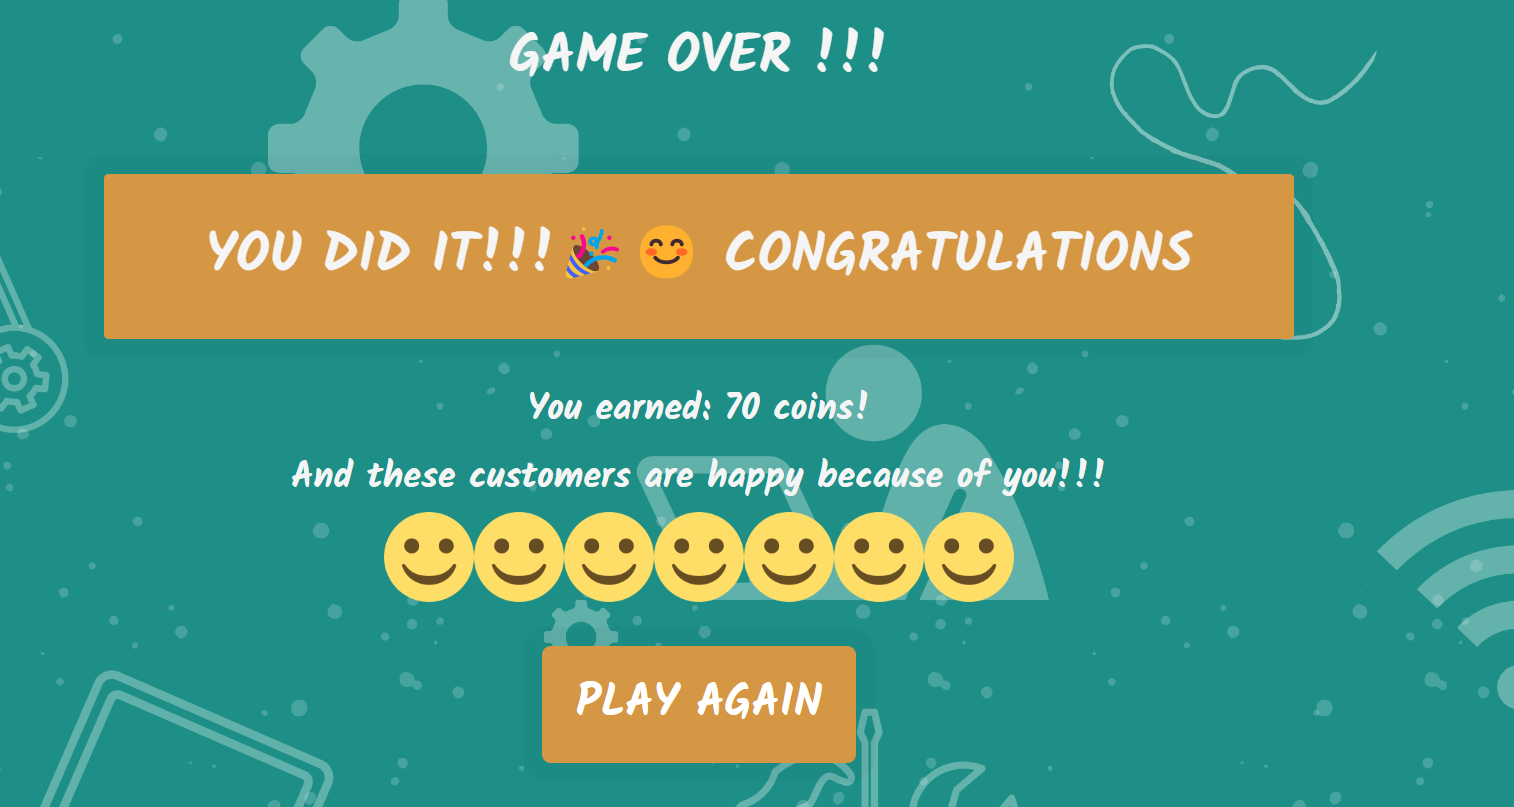 GAME OVER !!!
YOU DID IT!!!🎉 😊 CONGRATULATIONS
You earned: 70 coins!
And these customers are happy because of you!!!
PLAY AGAIN